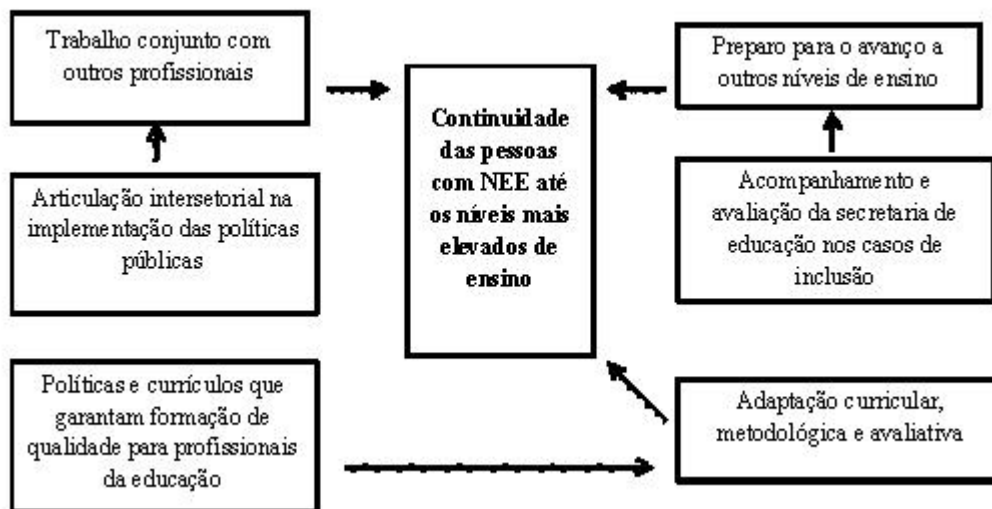 Trabalho conjunto com
outros profissionais
Articulação intersetorial na
implementação das políticas
públicas
Políticas e currículos que
garantam formação de
qualidade para profissionais
da educação
Continuidade
das pessoas
com NEE até
os níveis mais
elevados de
ensino
Preparo para o avanço a
outros níveis de ensino
Acompanhamento e
avaliação da secretaria de
educação nos casos de
inclusão
Adaptação curricular,
metodológica e avaliativa